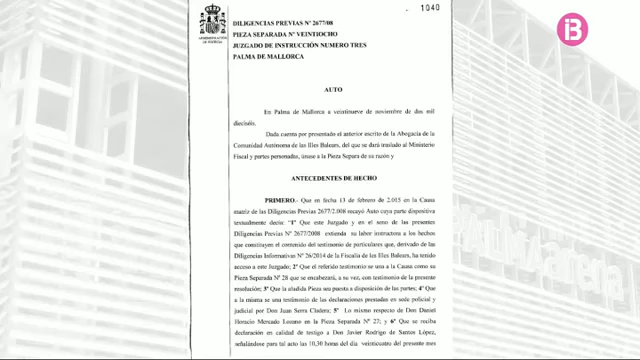 1040
DILIGENCIAS PREVIAS Nº 2677/08
PIEZA SEPARADA Nº VEINTIOCHO
JUZGADO DE INSTRUCCIÓN NUMERO TRES
PALMA DE MALLORCA
ADMINISTRACION
DE JUSTICIA
AUTO
En Palma de Mallorca a veintinueve de noviembre de dos mil
dieciséis.
Dada cuenta por presentado el anterior escrito de la Abogacía de la
Comunidad Autónoma de las Illes Balears, del que se dará traslado al Ministerio
Fiscal y partes personadas, únase a la Pieza Separa de su razón y
ANTECEDENTES DE HECHO
PRIMERO.- Que en fecha 13 de febrero de 2.015 en la Causa
matriz de las Diligencias Previas 2677/2.008 recayó Auto cuya parte dispositiva
textualmente decía: "1º Que este Juzgado y en el seno de las presentes
Diligencias Previas Nº 2677/2008 extienda su labor instructora a los hechos
que constituyen el contenido del testimonio de particulares que, derivado de las
Diligencias Informativas Nº 26/2014 de la Fiscalía de les Illes Balears, ha tenido
acceso a este Juzgado; 2º Que el referido testimonio se una a la Causa como su
Pieza Separada Nº 28 que se encabezará, a su vez, con testimonio de la presente
resolución; 3º Que la aludida Pieza sea puesta a disposición de las partes; 4º Que
a la misma se una testimonio de las declaraciones prestadas en sede policial y
judicial por Don Juan Serra Cladera; 5º Lo mismo respecto de Don Daniel
Horacio Mercado Lozano en la Pieza Separada Nº 27; y 6º Que se reciba
declaración en calidad de testigo a Don Javier Rodrigo de Santos López,
señalándose para tal acto las 10,30 horas del día veinticuatro del presente mes